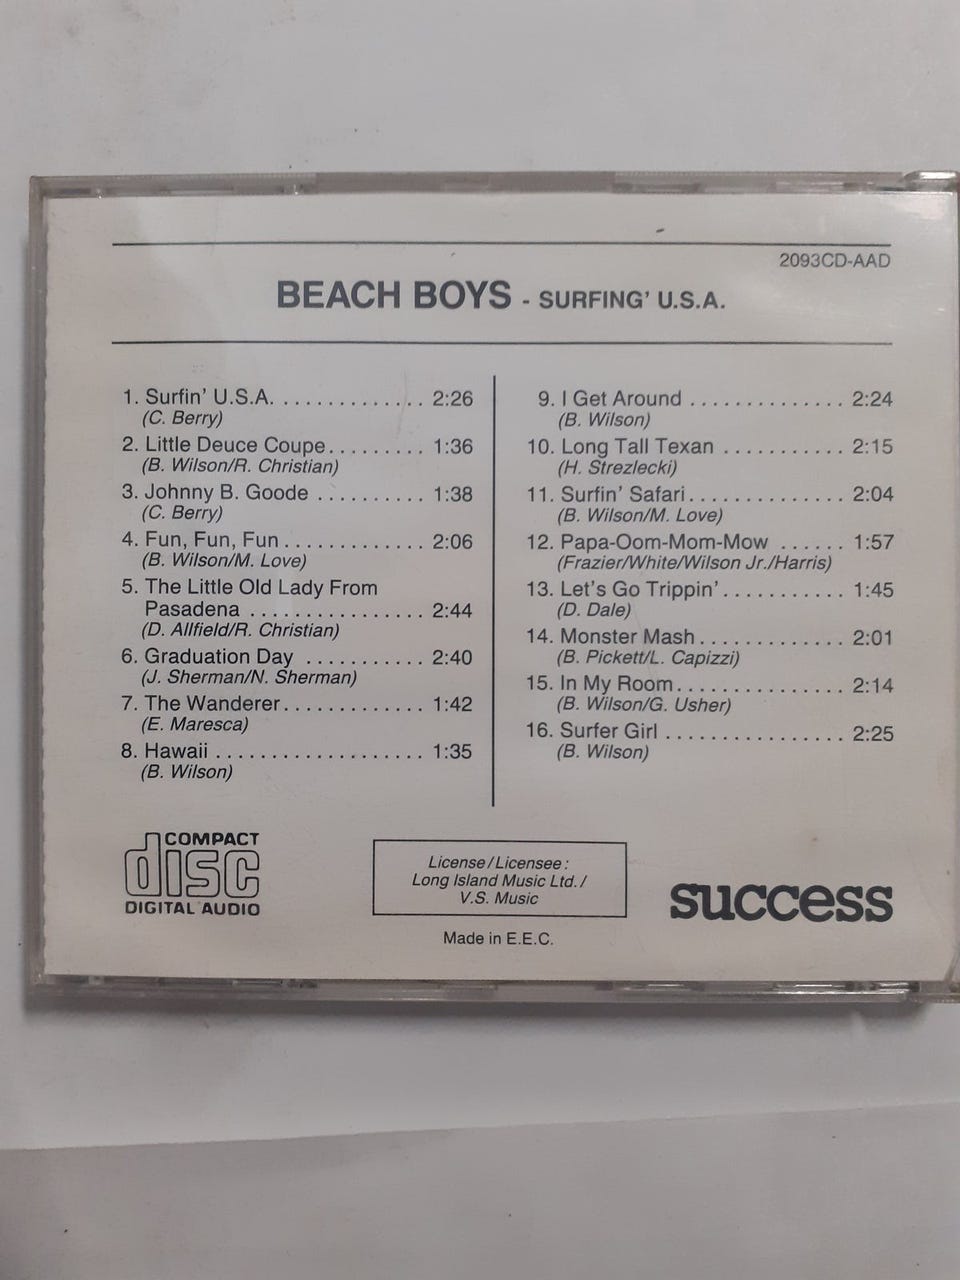 2093CD-AAD
BEACH BOYS - SURFING' U.S.A.
1. Surfin' U.S.A. . . . . . . . . . . . . . 2:26
(C. Berry)
2. Little Deuce Coupe. . . . . . . . . 1:36
(B. Wilson/R. Christian)
3. Johnny B. Goode . . . . . . . . . . 1:38
(C. Berry)
4. Fun, Fun, Fun . . . . . . . . . . . . . 2:06
(B. Wilson/M. Love)
5. The Little Old Lady From
Pasadena . . . . . . . . . . . . . . . . 2:44
(D. Allfield/R. Christian)
6. Graduation Day . . . . . . . . . . . 2:40
(J. Sherman/N. Sherman)
7. The Wanderer. . . . . . . . . . . . . 1:42
(E. Maresca)
8. Hawaii . . . . . . . . . . . . . . . . . . . 1:35
(B. Wilson)
9. I Get Around . . . . . . . . . . . . . . 2:24
(B. Wilson)
10. Long Tall Texan . . . . . . . . . . . 2:15
(H. Strezlecki)
11. Surfin' Safari. . . . . . . . . . . . . . 2:04
(B. Wilson/M. Love)
12. Papa-Oom-Mom-Mow . . . . . . 1:57
(Frazier/White/Wilson Jr./Harris)
13. Let's Go Trippin'. . . . . . . . . . . 1:45
(D. Dale)
14. Monster Mash . . . . . . . . . . . . . 2:01
(B. Pickett/L. Capizzi)
15. In My Room. . . . . . . . . . . . . . . 2:14
(B. Wilson/G. Usher)
16. Surfer Girl . . . . . . . . . . . . . . . . 2:25
(B. Wilson)
COMPACT
disc
DIGITAL AUDIO
License/Licensee:
Long Island Music Ltd./
V.S. Music
Made in E.E.C.
success